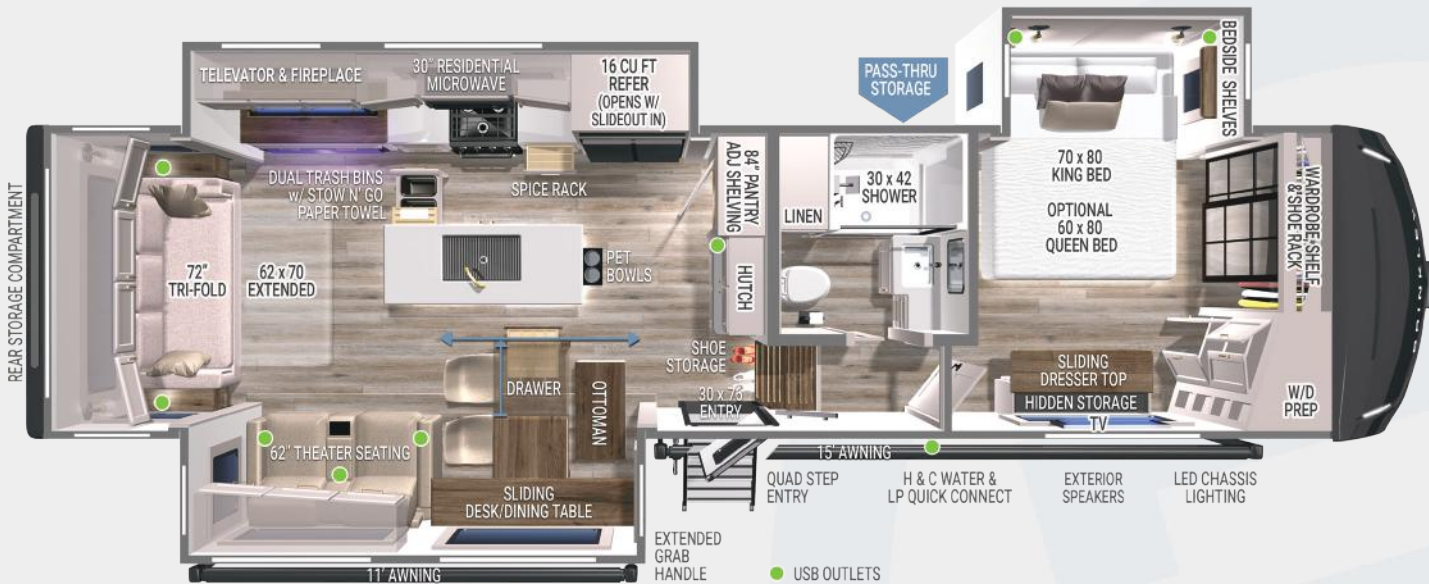 TELEVATOR & FIREPLACE
30" RESIDENTIAL
MICROWAVE
16 CU FT
REFER
(OPENS W/
SLIDEOUT IN)
PASS-THRU
STORAGE
BEDSIDE SHELVES
REAR STORAGE COMPARTMENT
DUAL TRASH BINS
w/ STOW N' GO
PAPER TOWEL
SPICE RACK
84" PANTRY
ADJ SHELVING
LINEN
30 x 42
SHOWER
70 x 80
KING BED
OPTIONAL
60 x 80
QUEEN BED
WARDROBE, SHELF
& SHOE RACK
72"
TRI-FOLD
62 x 70
EXTENDED
PET
BOWLS
HUTCH
BRINKLEY
SHOE
STORAGE
DRAWER
OTTOMAN
30 x 76
ENTRY
SLIDING
DRESSER TOP
HIDDEN STORAGE
TV
W/D
PREP
62" THEATER SEATING
15' AWNING
SLIDING
DESK/DINING TABLE
QUAD STEP
ENTRY
H & C WATER &
LP QUICK CONNECT
EXTERIOR
SPEAKERS
LED CHASSIS
LIGHTING
EXTENDED
GRAB
HANDLE
11' AWNING
USB OUTLETS